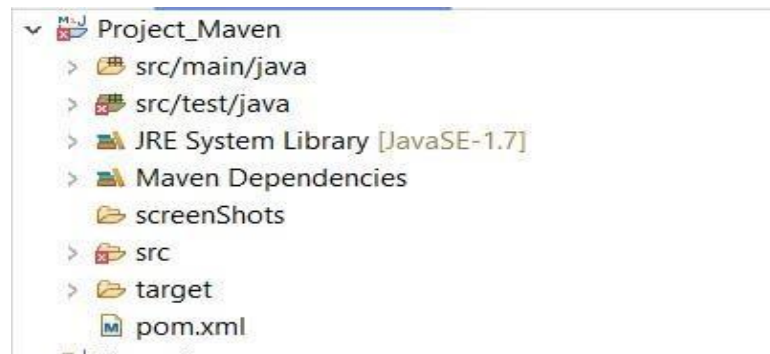 Project_Maven
src/main/java
src/test/java
JRE System Library [JavaSE-1.7]
Maven Dependencies
screenShots
src
target
pom.xml